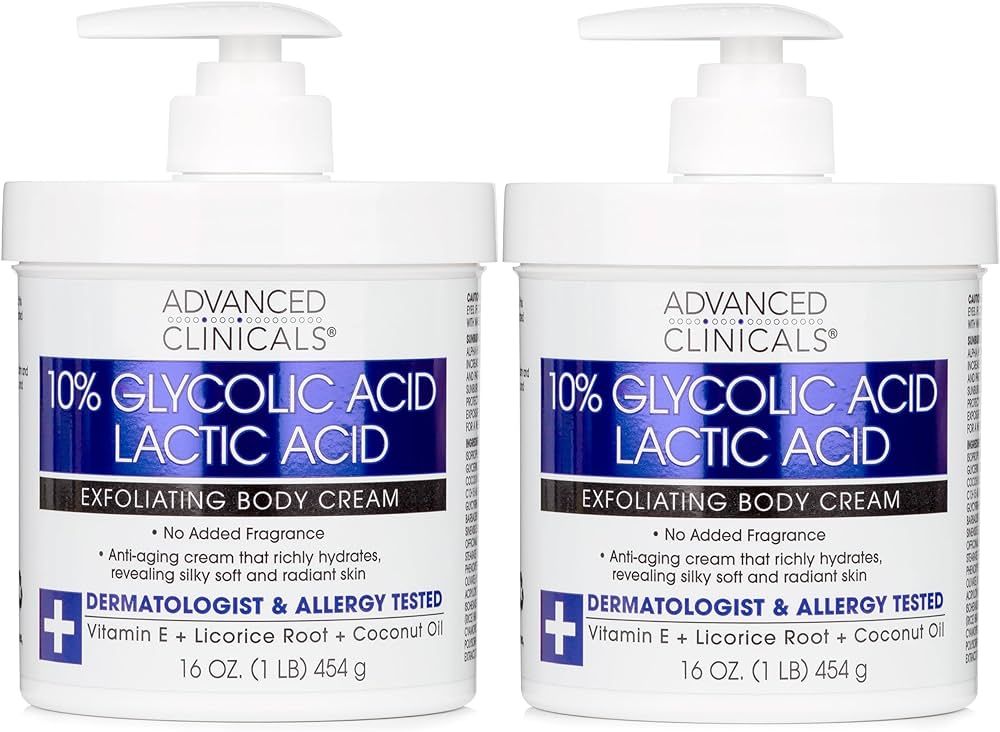 ADVANCED
CLINICALS®
10% GLYCOLIC ACID
LACTIC ACID
EXFOLIATING BODY CREAM
• No Added Fragrance
• Anti-aging cream that richly hydrates,
revealing silky soft and radiant skin
DERMATOLOGIST & ALLERGY TESTED
Vitamin E + Licorice Root + Coconut Oil
16 OZ. (1 LB) 454 g
ADVANCED
CLINICALS®
10% GLYCOLIC ACID
LACTIC ACID
EXFOLIATING BODY CREAM
• No Added Fragrance
• Anti-aging cream that richly hydrates,
revealing silky soft and radiant skin
DERMATOLOGIST & ALLERGY TESTED
Vitamin E + Licorice Root + Coconut Oil
16 OZ. (1 LB) 454 g